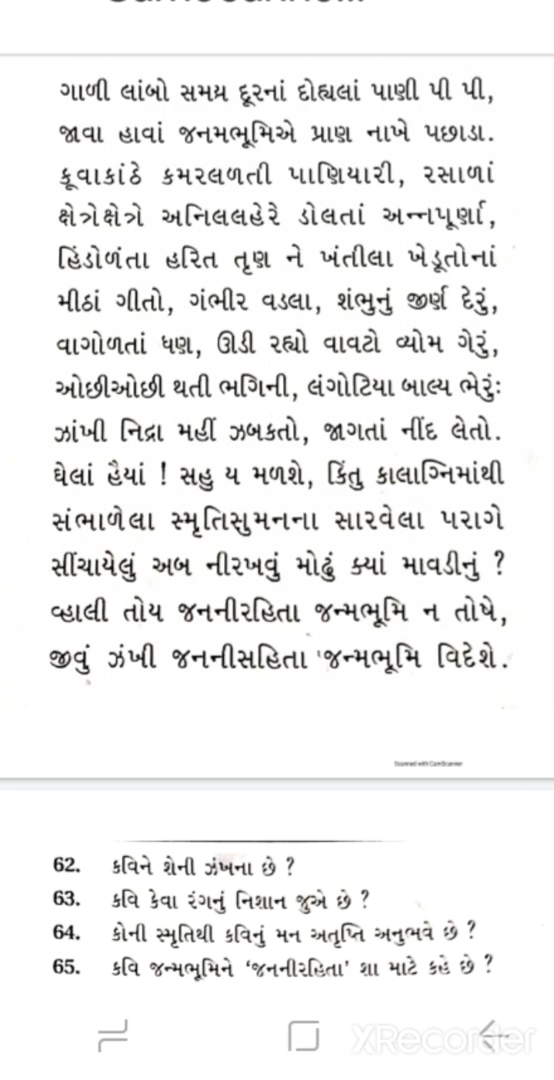 ગાળી લાંબો સમય દૂરનાં દોહ્યલાં પાણી પી પી,
જાવા હાવાં જનમભૂમિએ પ્રાણ નાખે પછાડા.
કૂવાકાંઠે કમરલળતી પાણિયારી, રસાળાં
ક્ષેત્રેક્ષેત્રે અનિલલહેરે ડોલતાં અન્નપૂર્ણા,
હિંડોળંતા હરિત તૃણ ને ખંતીલા ખેડૂતોનાં
મીઠાં ગીતો, ગંભીર વડલા, શંભુનું જીર્ણ દેરું,
વાગોળતાં ધણ, ઊડી રહ્યો વાવટો વ્યોમ ગેરું,
ઓછીઓછી થતી ભગિની, લંગોટિયા બાલ્ય ભેરુંઃ
ઝાંખી નિદ્રા મહીં ઝબકતો, જાગતાં નીંદ લેતો.
ઘેલાં હૈયાં ! સહુ ય મળશે, કિંતુ કાલાગ્નિમાંથી
સંભાળેલા સ્મૃતિસુમનના સારવેલા પરાગે
સીંચાયેલું અબ નીરખવું મોઢું ક્યાં માવડીનું ?
વ્હાલી તોય જનનીરહિતા જન્મભૂમિ ન તોષે,
જીવું ઝંખી જનનીસહિતા જન્મભૂમિ વિદેશે.
Scanned with CamScanner
62. કવિને શેની ઝંખના છે ?
63. કવિ કેવા રંગનું નિશાન જુએ છે ?
64. કોની સ્મૃતિથી કવિનું મન અતૃપ્તિ અનુભવે છે ?
65. કવિ જન્મભૂમિને ‘જનનીરહિતા’ શા માટે કહે છે ?
XRecorder